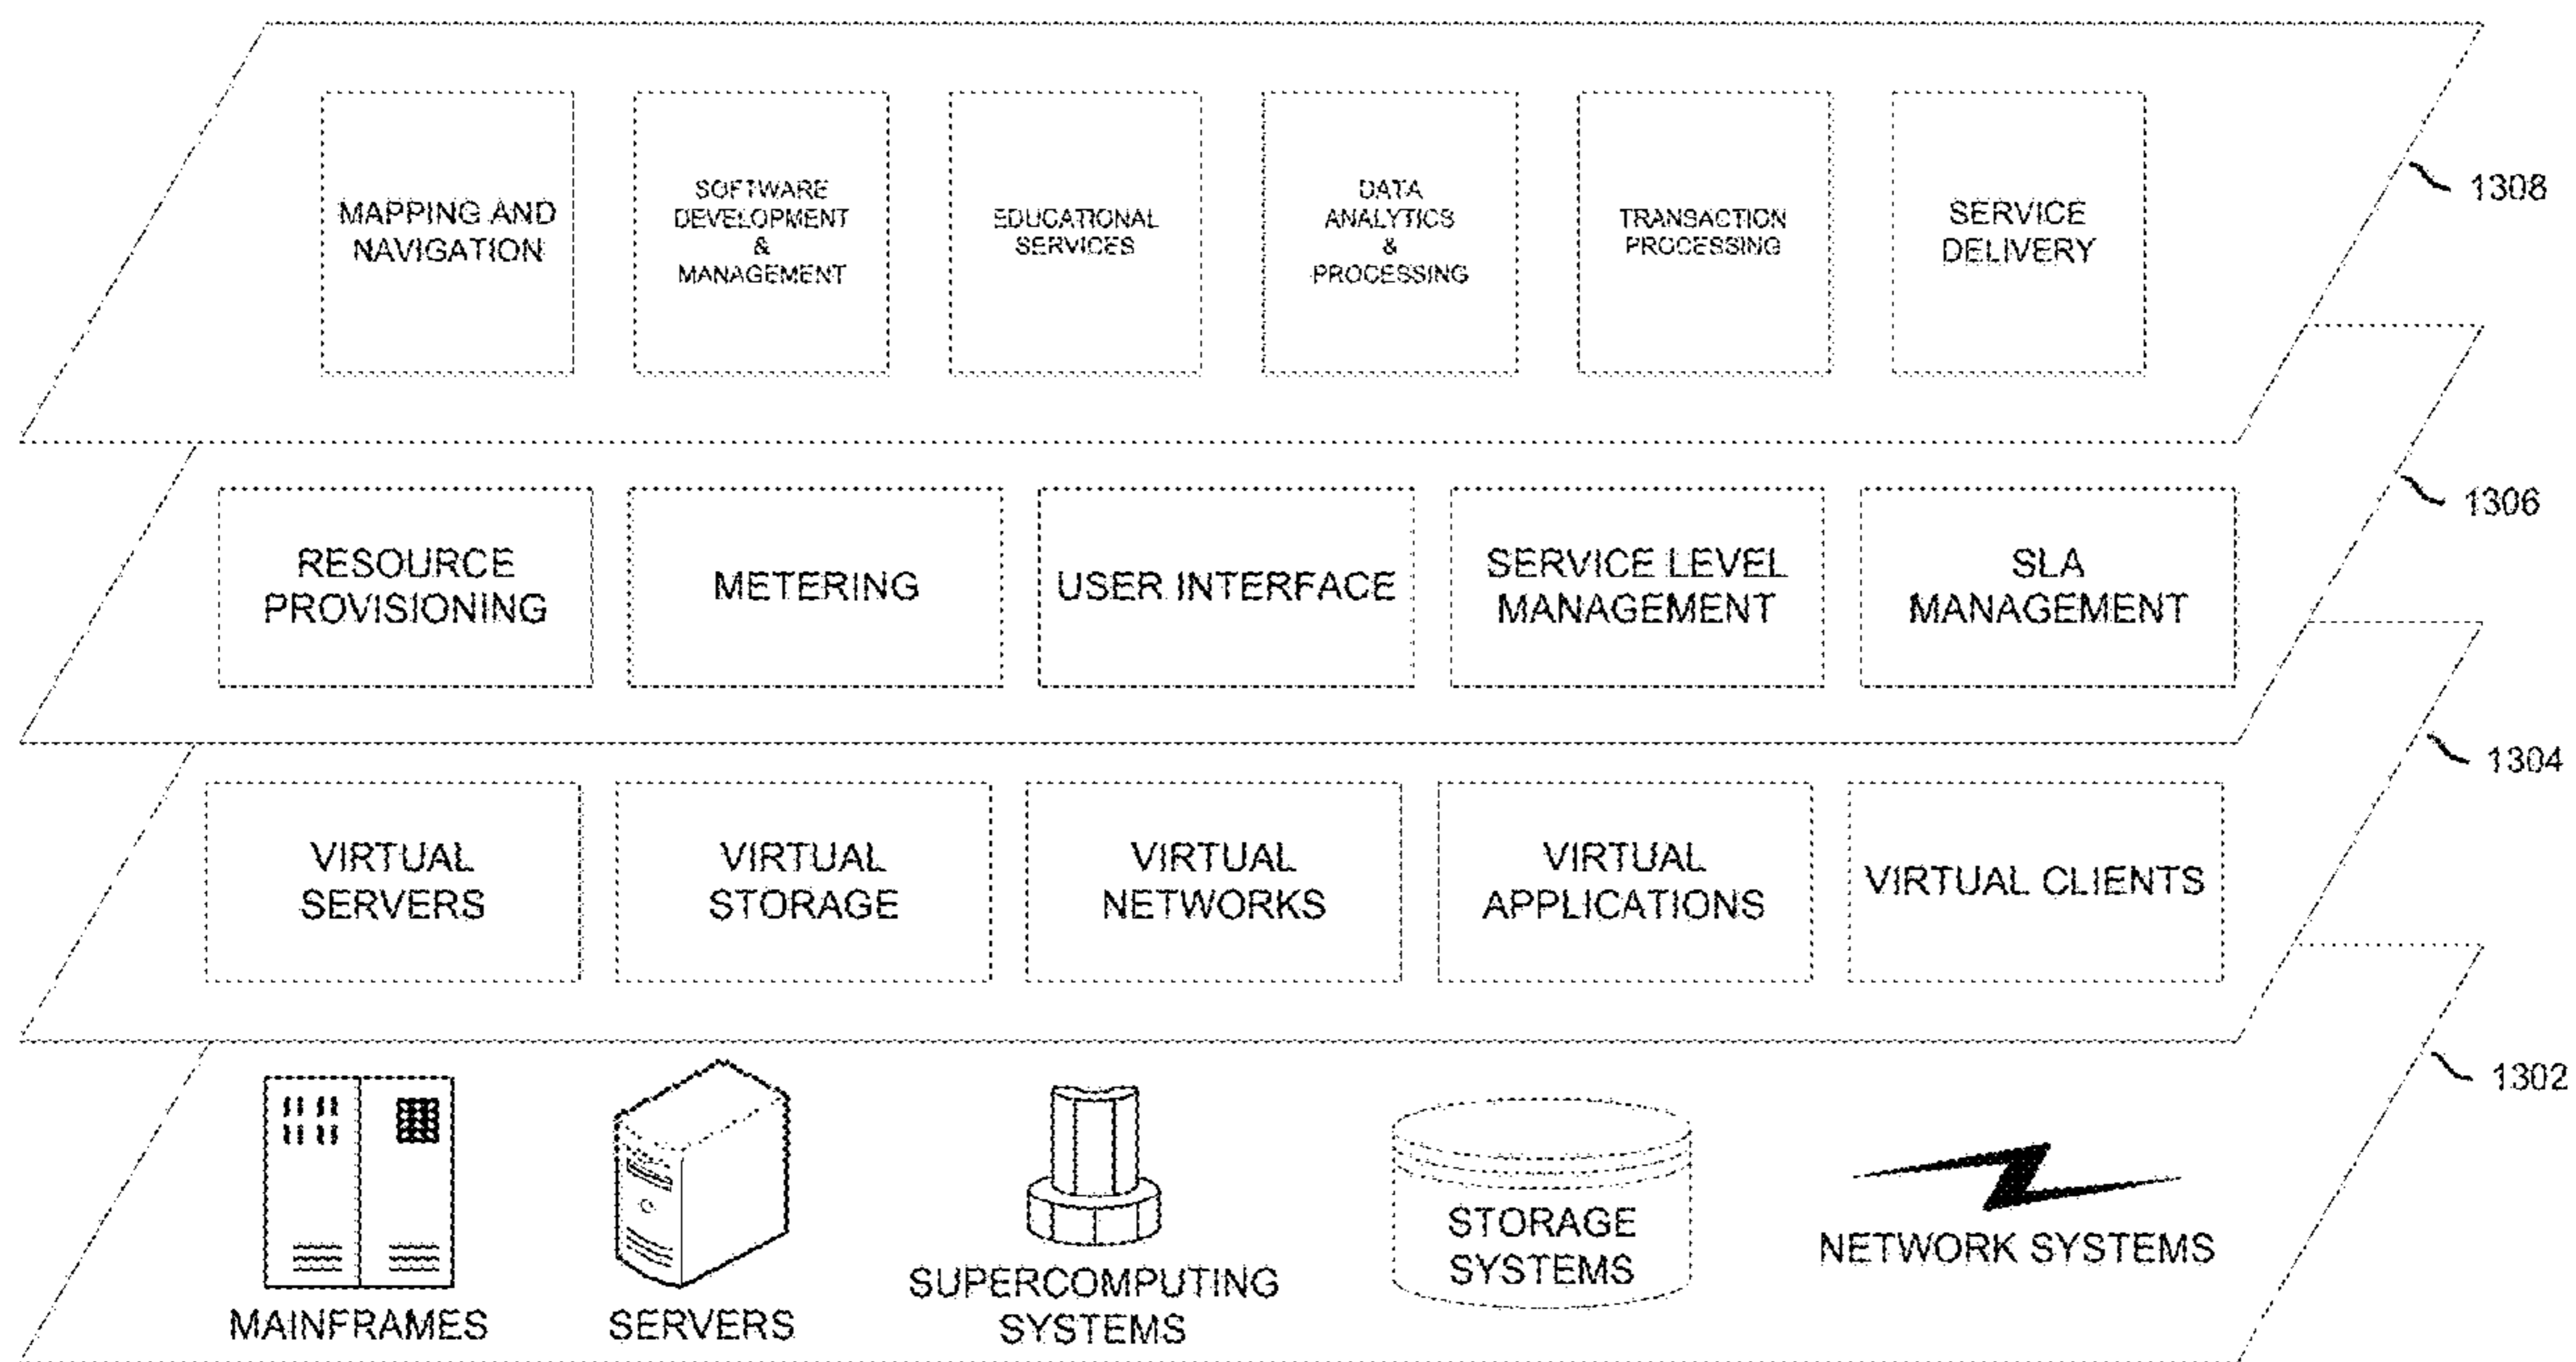 MAPPING AND
NAVIGATION
SOFTWARE
DEVELOPMENT
&
MANAGEMENT
EDUCATIONAL
SERVICES
DATA
ANALYTICS
&
PROCESSING
TRANSACTION
PROCESSING
SERVICE
DELIVERY
1308
RESOURCE
PROVISIONING
METERING
USER INTERFACE
SERVICE LEVEL
MANAGEMENT
SLA
MANAGEMENT
1306
VIRTUAL
SERVERS
VIRTUAL
STORAGE
VIRTUAL
NETWORKS
VIRTUAL
APPLICATIONS
VIRTUAL CLIENTS
1304
MAINFRAMES
SERVERS
SUPERCOMPUTING
SYSTEMS
STORAGE
SYSTEMS
NETWORK SYSTEMS
1302